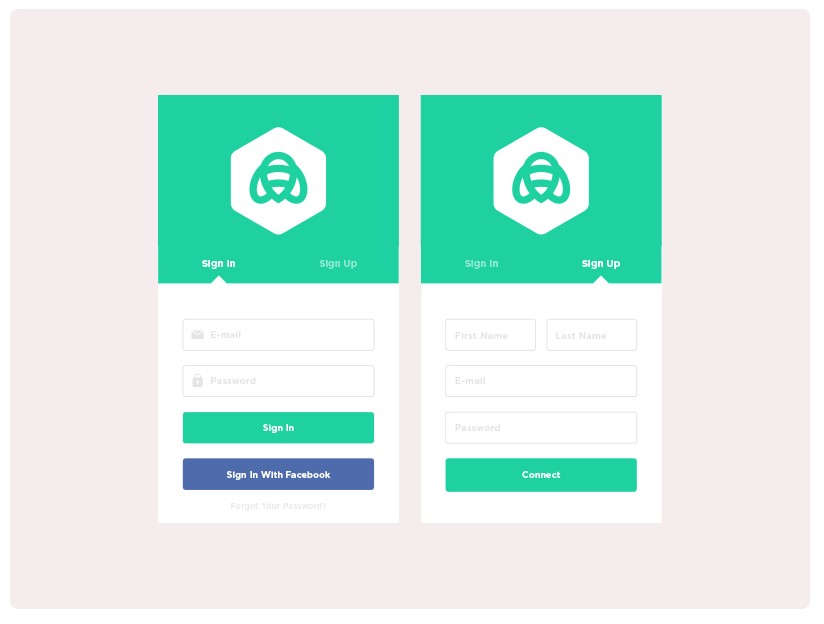 Sign In
Sign Up
E-mail
Password
Sign In
Sign In With Facebook
Forgot Your Password?
Sign In
Sign Up
First Name
Last Name
E-mail
Password
Connect